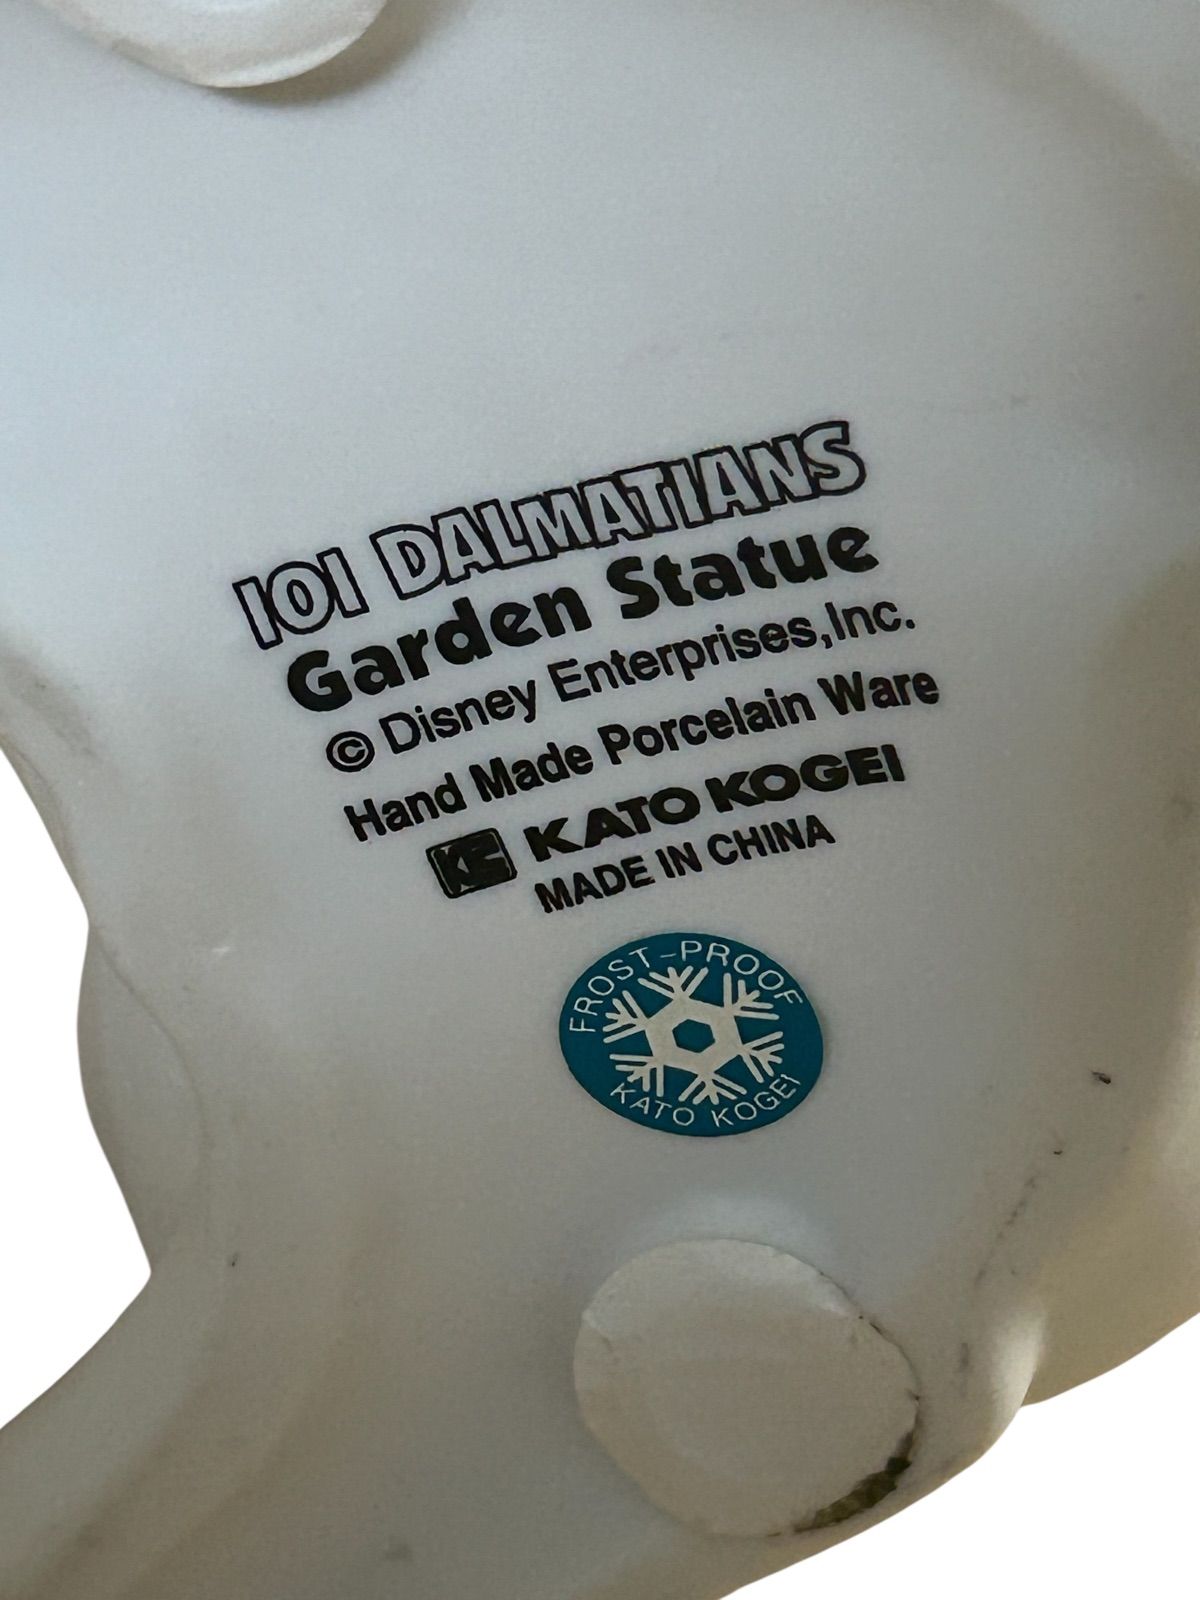 101 DALMATIANS
Garden Statue
© Disney Enterprises,Inc.
Hand Made Porcelain Ware
KATO KOGEI
MADE IN CHINA
FROST-PROOF
KATO KOGEI